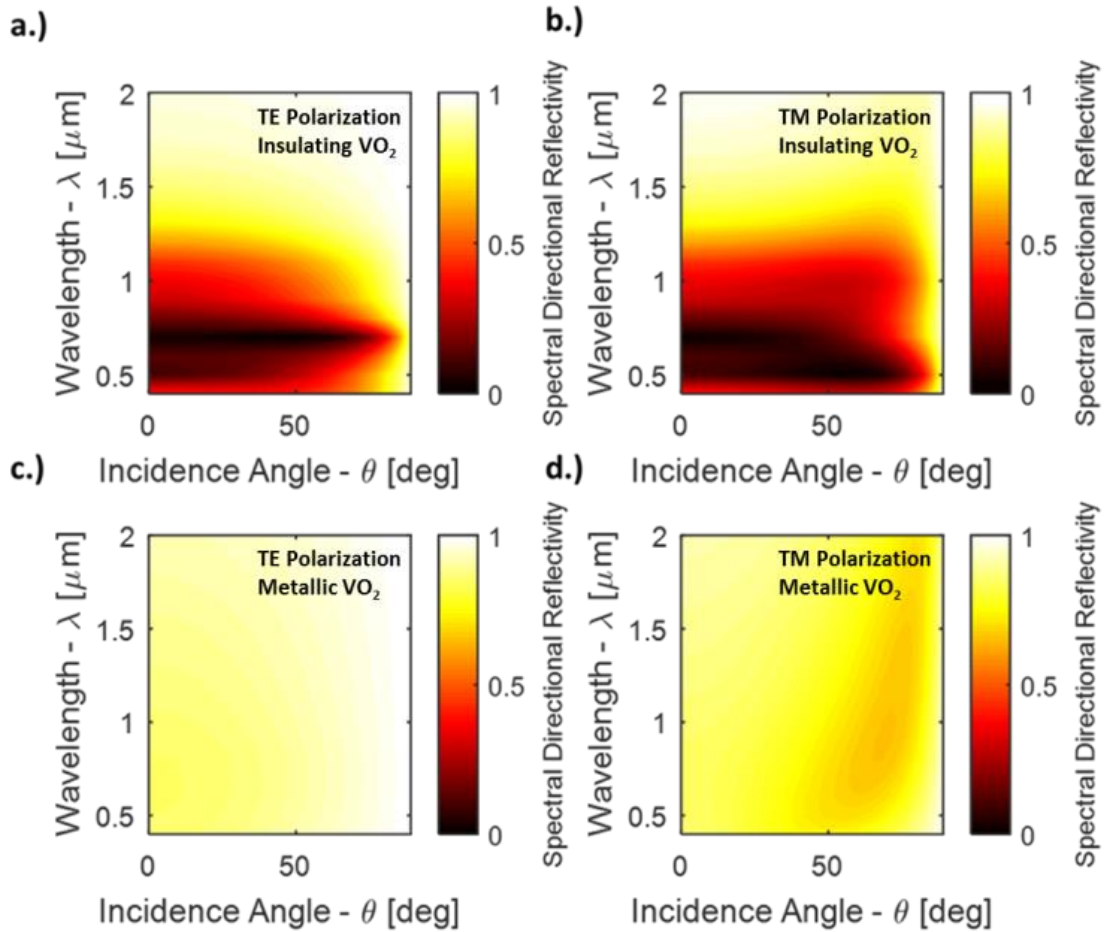 a.)
Wavelength - λ [μm]
2
1.5
1
0.5
TE Polarization
Insulating VO₂
0
50
Incidence Angle - θ [deg]
1
0.5
0
Spectral Directional Reflectivity
b.)
Wavelength - λ [μm]
2
1.5
1
0.5
TM Polarization
Insulating VO₂
0
50
Incidence Angle - θ [deg]
1
0.5
0
Spectral Directional Reflectivity
c.)
Wavelength - λ [μm]
2
1.5
1
0.5
TE Polarization
Metallic VO₂
0
50
Incidence Angle - θ [deg]
1
0.5
0
Spectral Directional Reflectivity
d.)
Wavelength - λ [μm]
2
1.5
1
0.5
TM Polarization
Metallic VO₂
0
50
Incidence Angle - θ [deg]
1
0.5
0
Spectral Directional Reflectivity